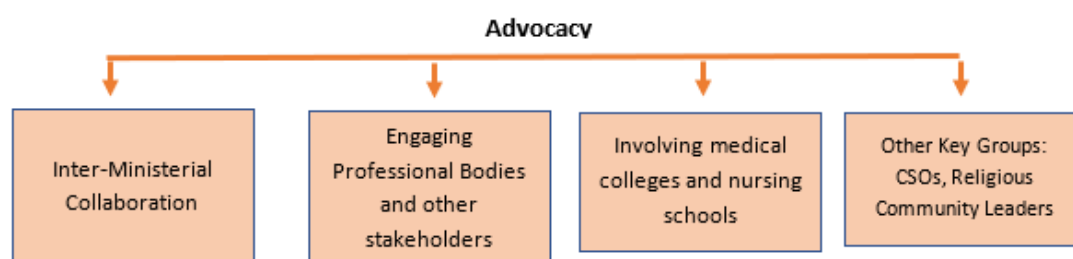 Advocacy
Inter-Ministerial
Collaboration
Engaging
Professional Bodies
and other
stakeholders
Involving medical
colleges and nursing
schools
Other Key Groups:
CSOs, Religious
Community Leaders